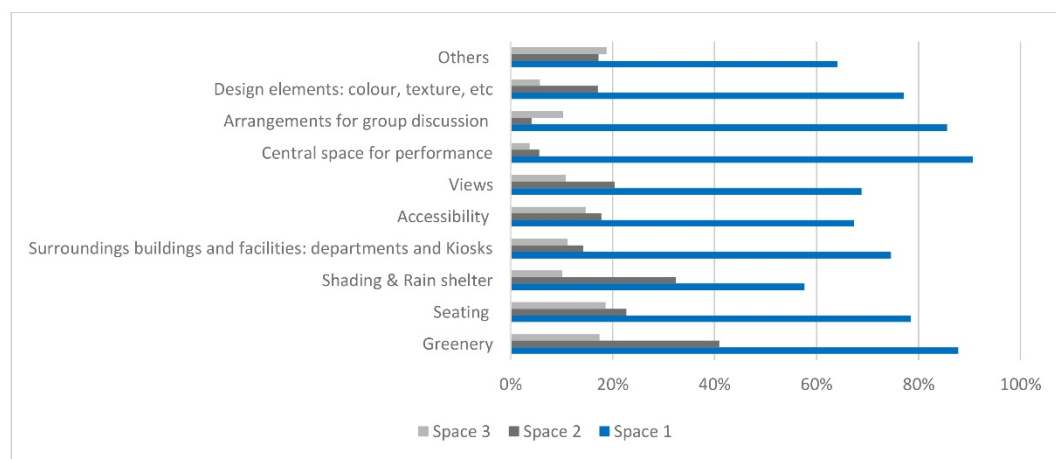 Others
Design elements: colour, texture, etc
Arrangements for group discussion
Central space for performance
Views
Accessibility
Surroundings buildings and facilities: departments and Kiosks
Shading & Rain shelter
Seating
Greenery
0% 20% 40% 60% 80% 100%
Space 3 Space 2 Space 1